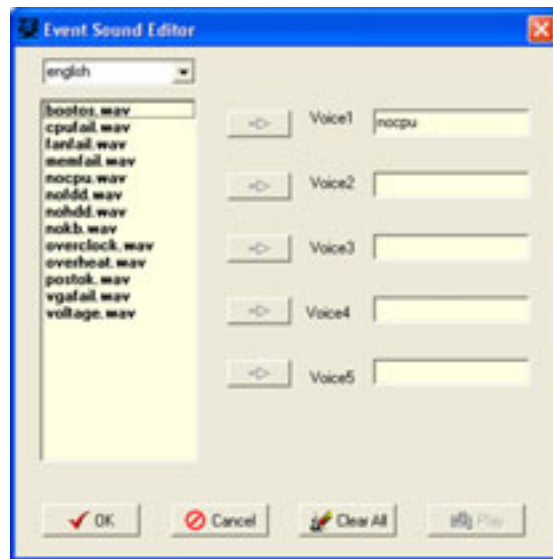 Event Sound Editor
english
bootos.wav
cpufail.wav
fanfail.wav
memfail.wav
nocpu.wav
nofdd.wav
nohdd.wav
nokb.wav
overclock.wav
overheat.wav
postok.wav
vgafail.wav
voltage.wav
Voice1
nocpu
Voice2
Voice3
Voice4
Voice5
OK
Cancel
Clear All
Play